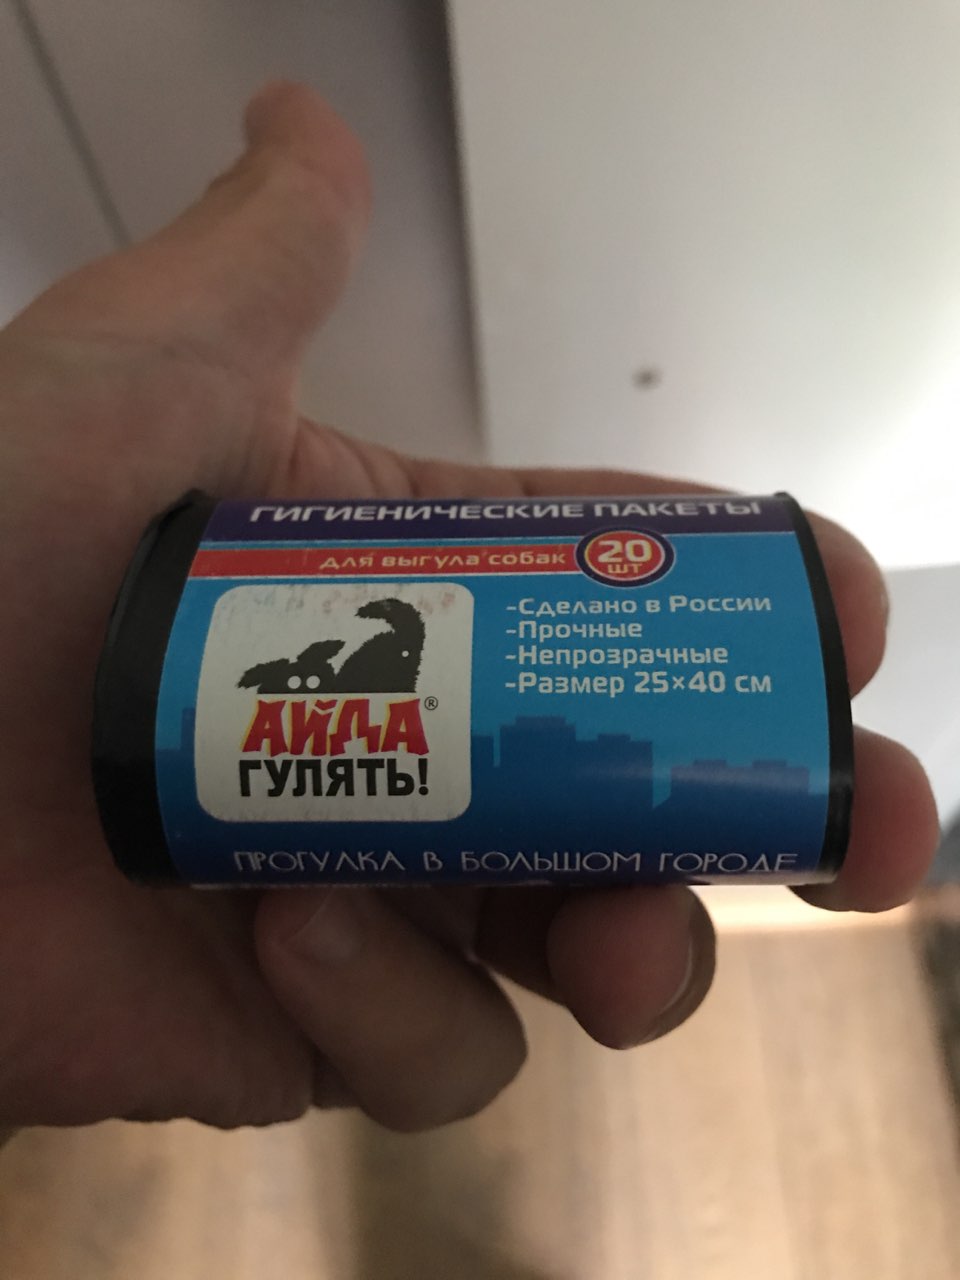 ГИГИЕНИЧЕСКИЕ ПАКЕТЫ
для выгула собак
20
ШТ
-Сделано в России
-Прочные
-Непрозрачные
-Размер 25×40 см
АЙДА®
ГУЛЯТЬ!
ПРОГУЛКА В БОЛЬШОМ ГОРОДЕ